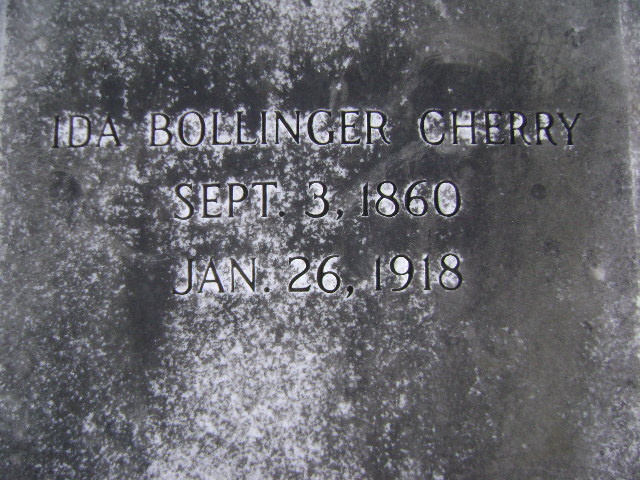 IDA BOLLINGER CHERRY
SEPT. 3, 1860
JAN. 26, 1918